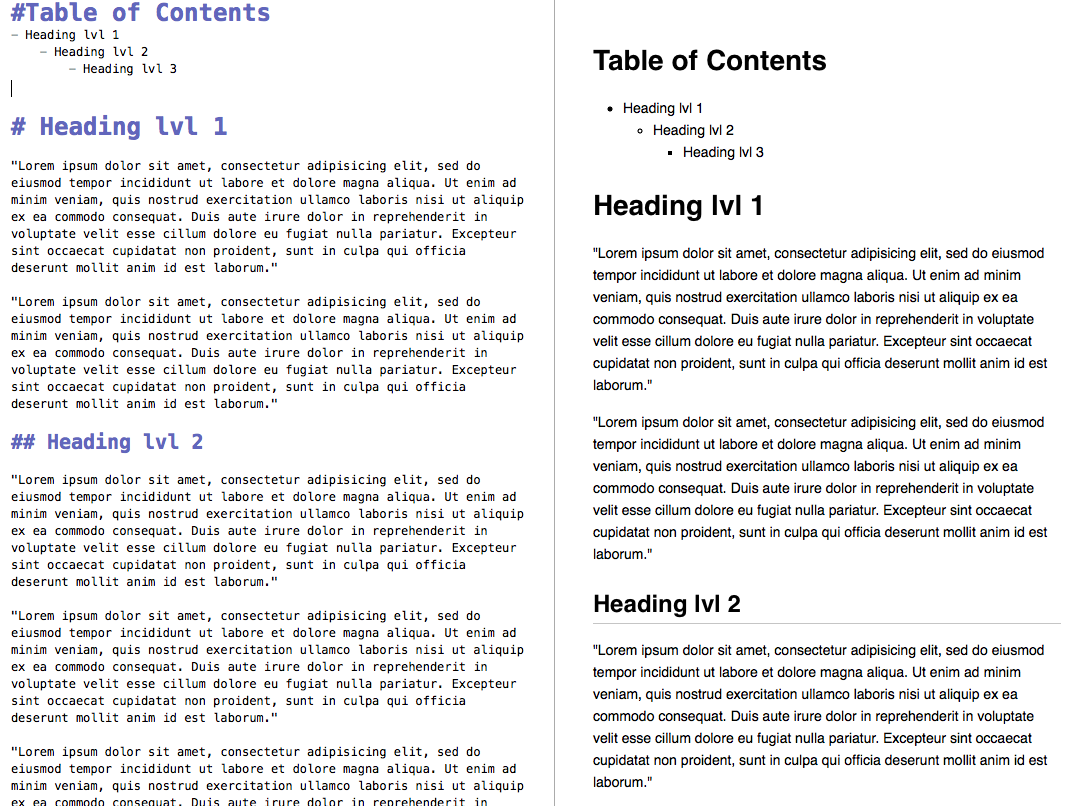 #Table of Contents
- Heading lvl 1
    - Heading lvl 2
        - Heading lvl 3
# Heading lvl 1
"Lorem ipsum dolor sit amet, consectetur adipisicing elit, sed do
eiusmod tempor incididunt ut labore et dolore magna aliqua. Ut enim ad
minim veniam, quis nostrud exercitation ullamco laboris nisi ut aliquip
ex ea commodo consequat. Duis aute irure dolor in reprehenderit in
voluptate velit esse cillum dolore eu fugiat nulla pariatur. Excepteur
sint occaecat cupidatat non proident, sunt in culpa qui officia
deserunt mollit anim id est laborum."
"Lorem ipsum dolor sit amet, consectetur adipisicing elit, sed do
eiusmod tempor incididunt ut labore et dolore magna aliqua. Ut enim ad
minim veniam, quis nostrud exercitation ullamco laboris nisi ut aliquip
ex ea commodo consequat. Duis aute irure dolor in reprehenderit in
voluptate velit esse cillum dolore eu fugiat nulla pariatur. Excepteur
sint occaecat cupidatat non proident, sunt in culpa qui officia
deserunt mollit anim id est laborum."
## Heading lvl 2
"Lorem ipsum dolor sit amet, consectetur adipisicing elit, sed do
eiusmod tempor incididunt ut labore et dolore magna aliqua. Ut enim ad
minim veniam, quis nostrud exercitation ullamco laboris nisi ut aliquip
ex ea commodo consequat. Duis aute irure dolor in reprehenderit in
voluptate velit esse cillum dolore eu fugiat nulla pariatur. Excepteur
sint occaecat cupidatat non proident, sunt in culpa qui officia
deserunt mollit anim id est laborum."
"Lorem ipsum dolor sit amet, consectetur adipisicing elit, sed do
eiusmod tempor incididunt ut labore et dolore magna aliqua. Ut enim ad
minim veniam, quis nostrud exercitation ullamco laboris nisi ut aliquip
ex ea commodo consequat. Duis aute irure dolor in reprehenderit in
voluptate velit esse cillum dolore eu fugiat nulla pariatur. Excepteur
sint occaecat cupidatat non proident, sunt in culpa qui officia
deserunt mollit anim id est laborum."
"Lorem ipsum dolor sit amet, consectetur adipisicing elit, sed do
eiusmod tempor incididunt ut labore et dolore magna aliqua. Ut enim ad
minim veniam, quis nostrud exercitation ullamco laboris nisi ut aliquip
ex ea commodo consequat. Duis aute irure dolor in reprehenderit in
Table of Contents
• Heading lvl 1
◦ Heading lvl 2
▪ Heading lvl 3
Heading lvl 1
"Lorem ipsum dolor sit amet, consectetur adipisicing elit, sed do eiusmod
tempor incididunt ut labore et dolore magna aliqua. Ut enim ad minim
veniam, quis nostrud exercitation ullamco laboris nisi ut aliquip ex ea
commodo consequat. Duis aute irure dolor in reprehenderit in voluptate
velit esse cillum dolore eu fugiat nulla pariatur. Excepteur sint occaecat
cupidatat non proident, sunt in culpa qui officia deserunt mollit anim id est
laborum."
"Lorem ipsum dolor sit amet, consectetur adipisicing elit, sed do eiusmod
tempor incididunt ut labore et dolore magna aliqua. Ut enim ad minim
veniam, quis nostrud exercitation ullamco laboris nisi ut aliquip ex ea
commodo consequat. Duis aute irure dolor in reprehenderit in voluptate
velit esse cillum dolore eu fugiat nulla pariatur. Excepteur sint occaecat
cupidatat non proident, sunt in culpa qui officia deserunt mollit anim id est
laborum."
Heading lvl 2
"Lorem ipsum dolor sit amet, consectetur adipisicing elit, sed do eiusmod
tempor incididunt ut labore et dolore magna aliqua. Ut enim ad minim
veniam, quis nostrud exercitation ullamco laboris nisi ut aliquip ex ea
commodo consequat. Duis aute irure dolor in reprehenderit in voluptate
velit esse cillum dolore eu fugiat nulla pariatur. Excepteur sint occaecat
cupidatat non proident, sunt in culpa qui officia deserunt mollit anim id est
laborum."